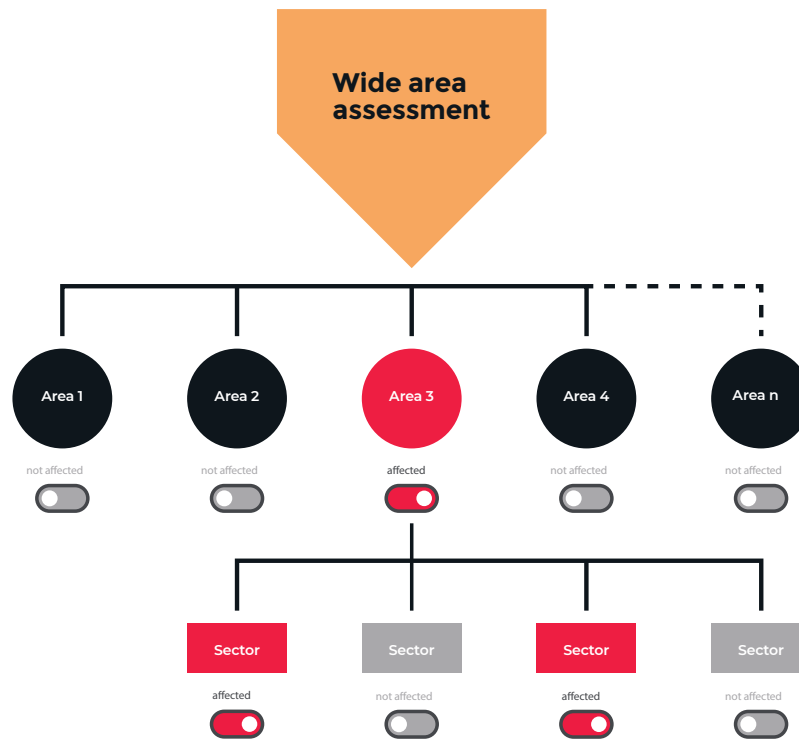 Wide area
assessment
Area 1
Area 2
Area 3
Area 4
Area n
not affected
not affected
affected
not affected
not affected
Sector
Sector
Sector
Sector
affected
not affected
affected
not affected